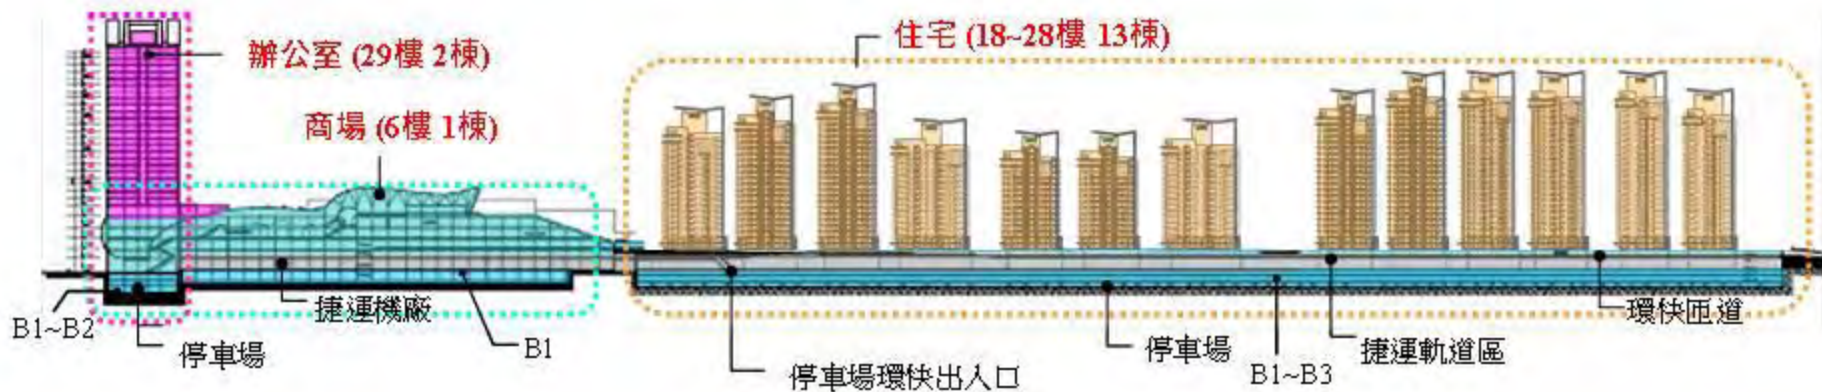 住宅 (18~28樓 13棟)
辦公室 (29樓 2棟)
商場 (6樓 1棟)
捷運機廠
環快匝道
B1~B2
停車場
B1
停車場
捷運軌道區
停車場環快出入口
B1~B3